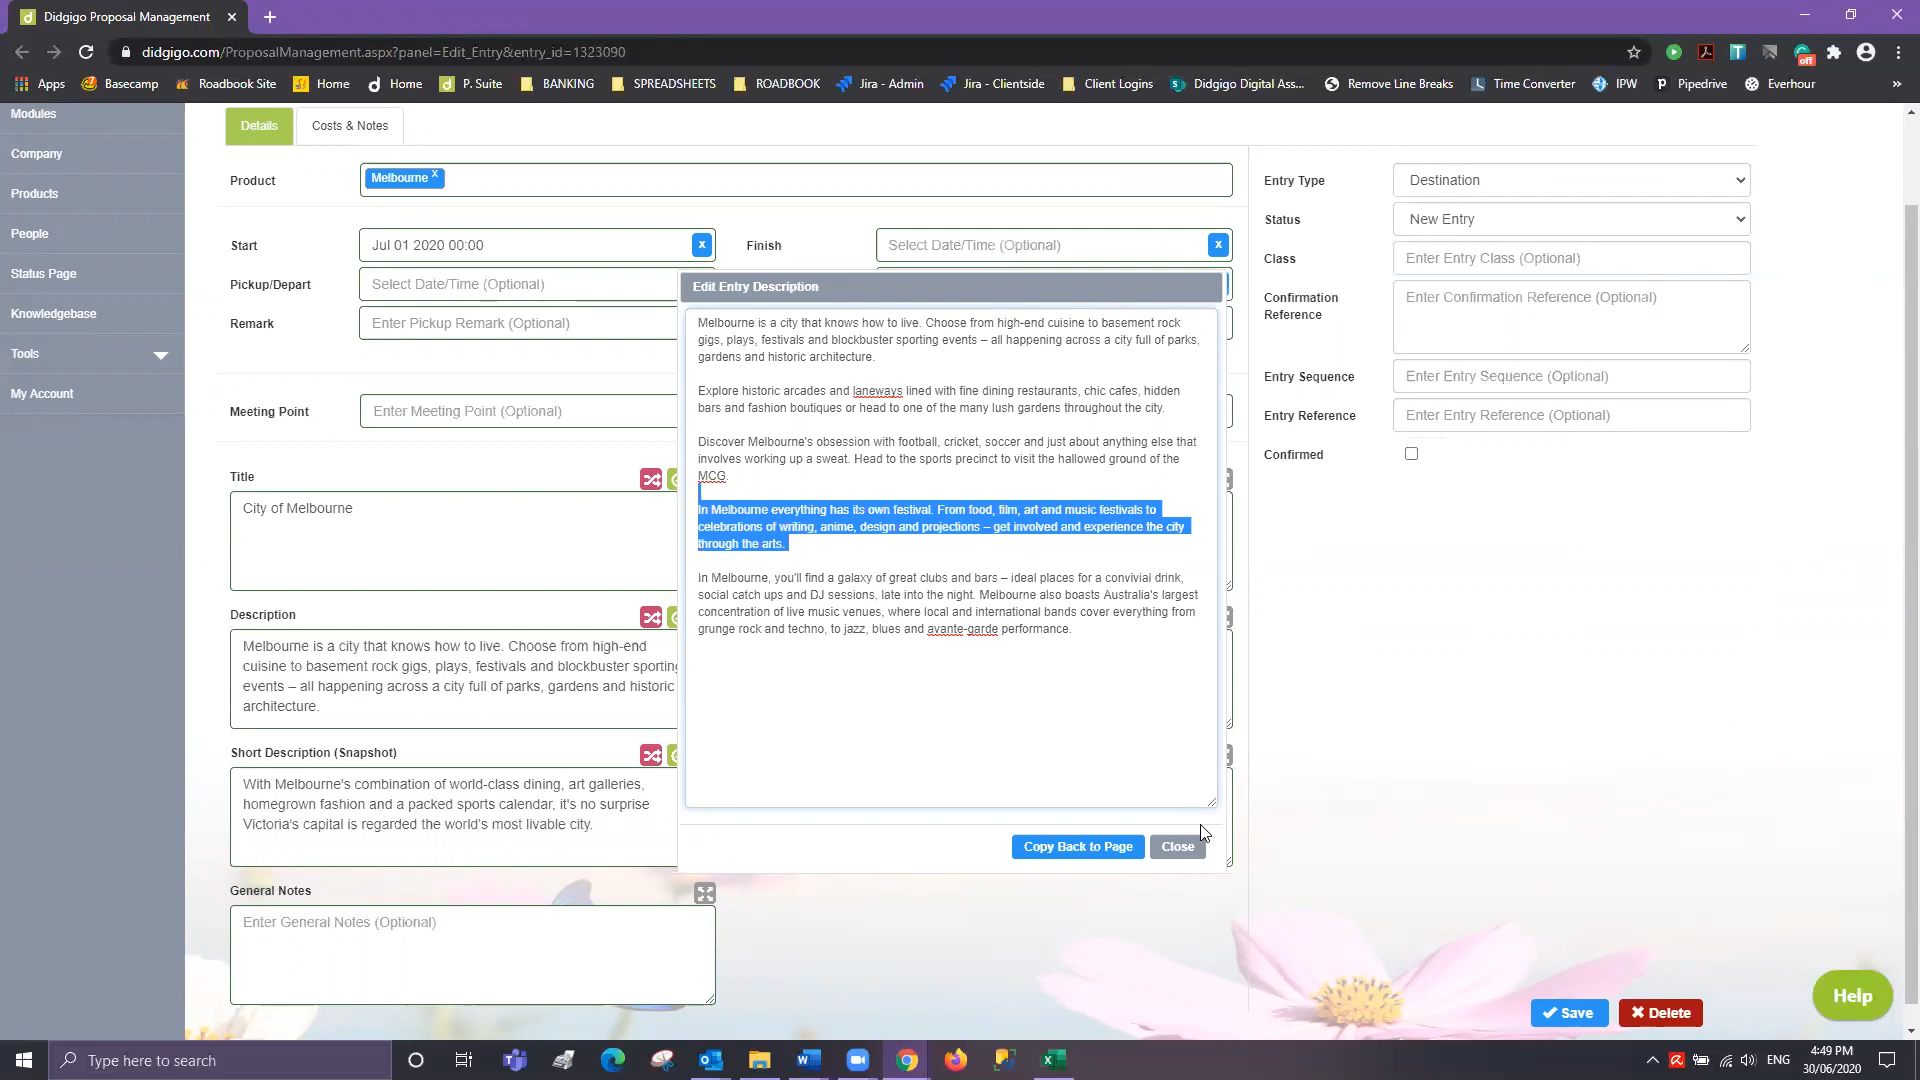 Didgigo Proposal Management
didgigo.com/ProposalManagement.aspx?panel=Edit_Entry&entry_id=1323090
off
Apps Basecamp Roadbook Site Home Home P. Suite BANKING SPREADSHEETS ROADBOOK Jira - Admin Jira - Clientside Client Logins Didgigo Digital Ass... Remove Line Breaks Time Converter IPW Pipedrive Everhour »
Modules
Company
Products
People
Status Page
Knowledgebase
Tools
My Account
Details Costs & Notes
Product Melbourne x
Start Jul 01 2020 00:00 x Finish Select Date/Time (Optional) x
Pickup/Depart Select Date/Time (Optional)
Remark Enter Pickup Remark (Optional)
Meeting Point Enter Meeting Point (Optional)
Title
City of Melbourne
Description
Melbourne is a city that knows how to live. Choose from high-end
cuisine to basement rock gigs, plays, festivals and blockbuster sporting
events – all happening across a city full of parks, gardens and historic
architecture.
Short Description (Snapshot)
With Melbourne's combination of world-class dining, art galleries,
homegrown fashion and a packed sports calendar, it's no surprise
Victoria's capital is regarded the world's most livable city.
General Notes
Enter General Notes (Optional)
Edit Entry Description
Melbourne is a city that knows how to live. Choose from high-end cuisine to basement rock
gigs, plays, festivals and blockbuster sporting events – all happening across a city full of parks,
gardens and historic architecture.
Explore historic arcades and laneways lined with fine dining restaurants, chic cafes, hidden
bars and fashion boutiques or head to one of the many lush gardens throughout the city.
Discover Melbourne's obsession with football, cricket, soccer and just about anything else that
involves working up a sweat. Head to the sports precinct to visit the hallowed ground of the
MCG.
In Melbourne everything has its own festival. From food, film, art and music festivals to
celebrations of writing, anime, design and projections – get involved and experience the city
through the arts.
In Melbourne, you'll find a galaxy of great clubs and bars – ideal places for a convivial drink,
social catch ups and DJ sessions, late into the night. Melbourne also boasts Australia's largest
concentration of live music venues, where local and international bands cover everything from
grunge rock and techno, to jazz, blues and avante-garde performance.
Copy Back to Page Close
Entry Type Destination
Status New Entry
Class Enter Entry Class (Optional)
Confirmation
Reference
Enter Confirmation Reference (Optional)
Entry Sequence Enter Entry Sequence (Optional)
Entry Reference Enter Entry Reference (Optional)
Confirmed
Save Delete
Help
Type here to search
ENG
4:49 PM
30/06/2020